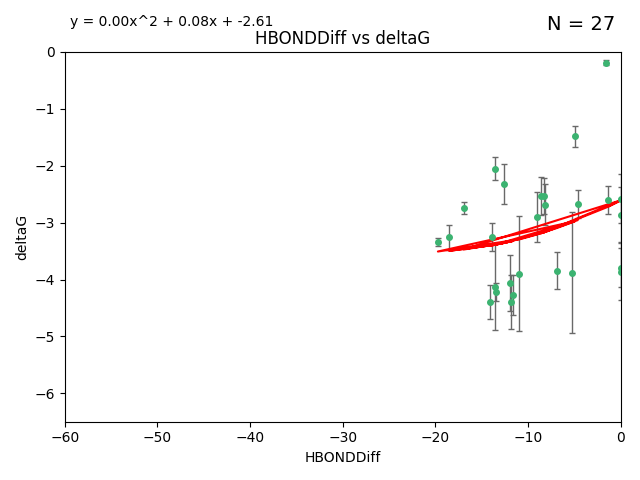 y = 0.00x^2 + 0.08x + -2.61
N = 27
HBONDDiff vs deltaG
0
−1
−2
−3
−4
−5
−6
deltaG
−60
−50
−40
−30
−20
−10
0
HBONDDiff